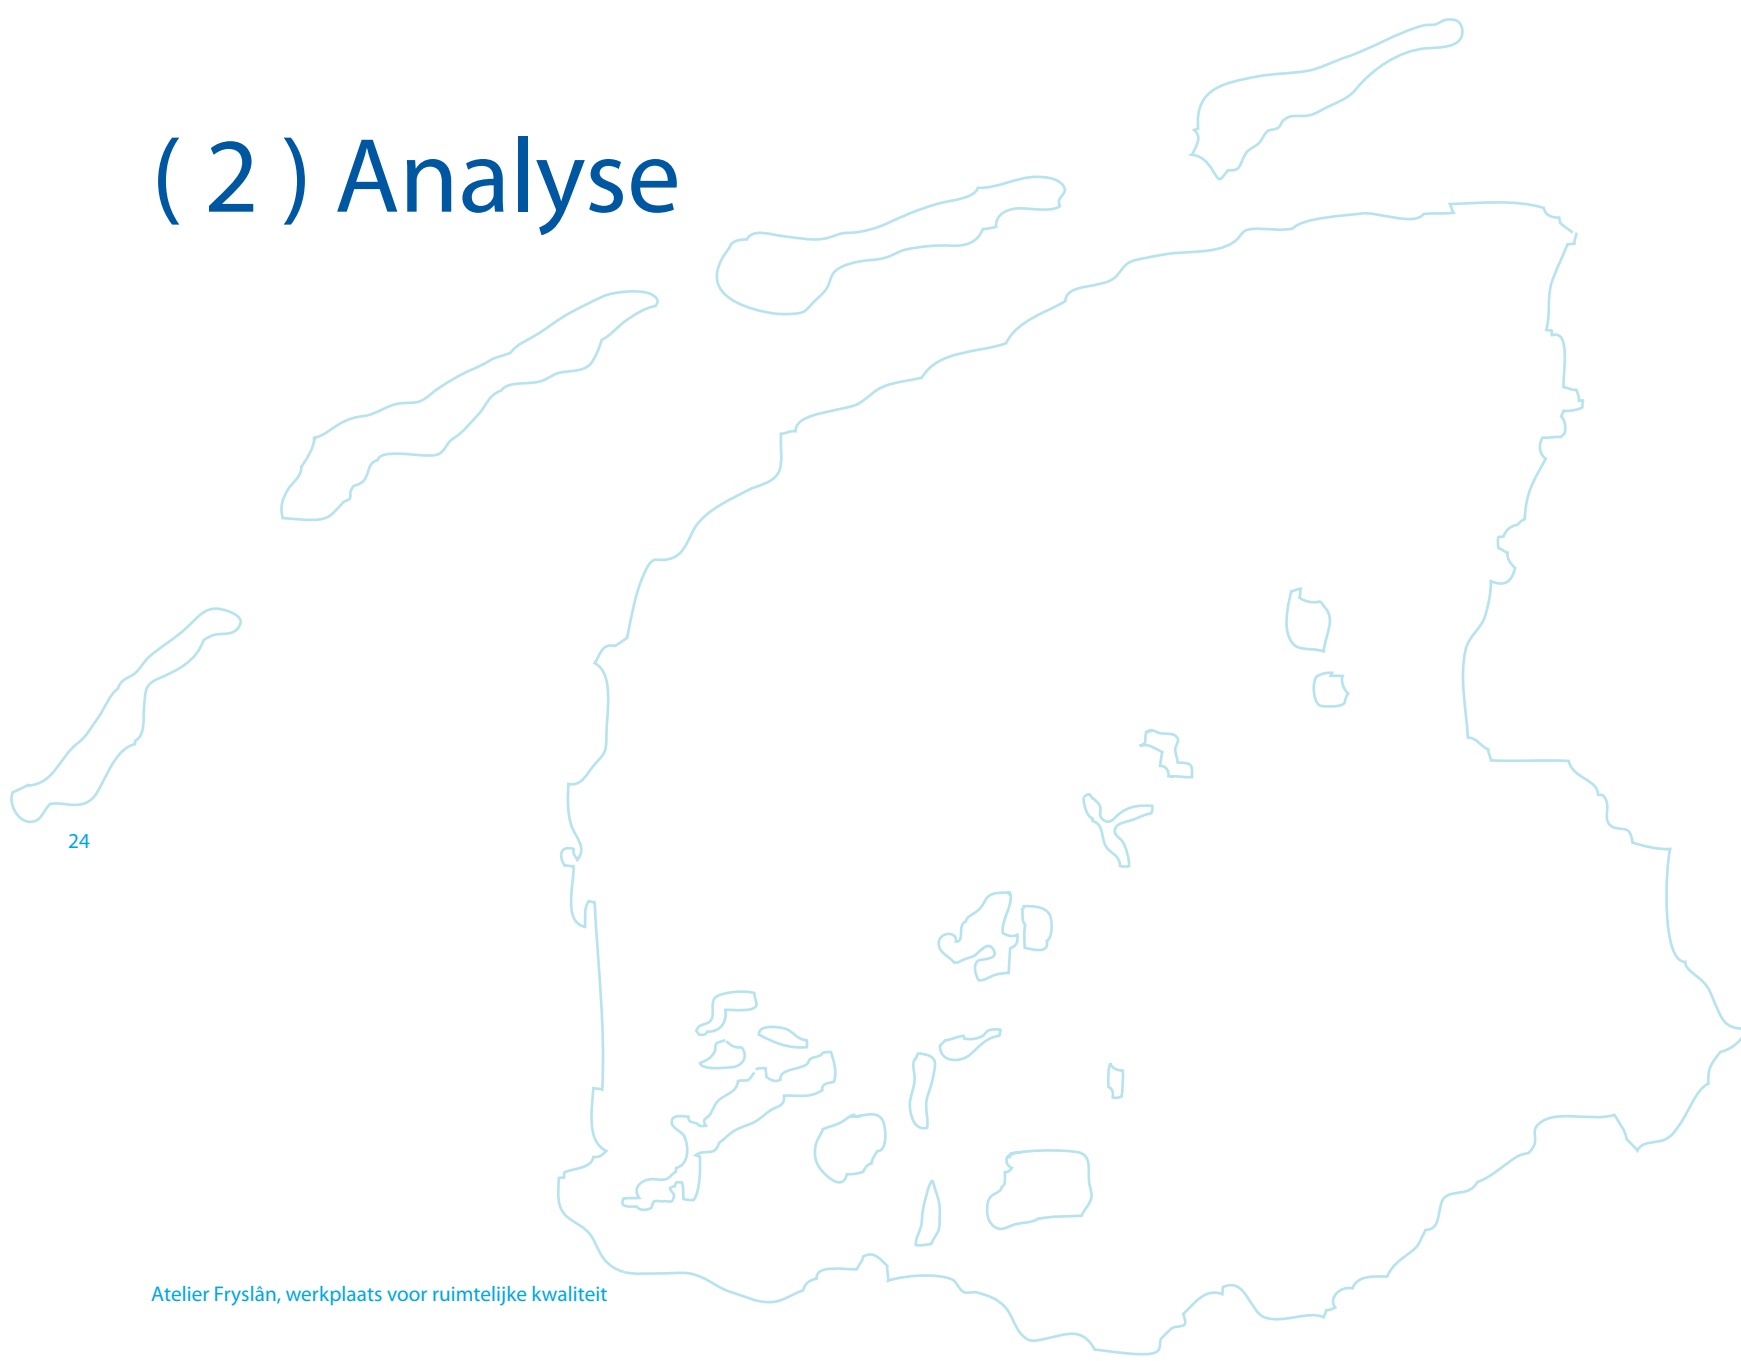 ( 2 ) Analyse
24
Atelier Fryslân, werkplaats voor ruimtelijke kwaliteit